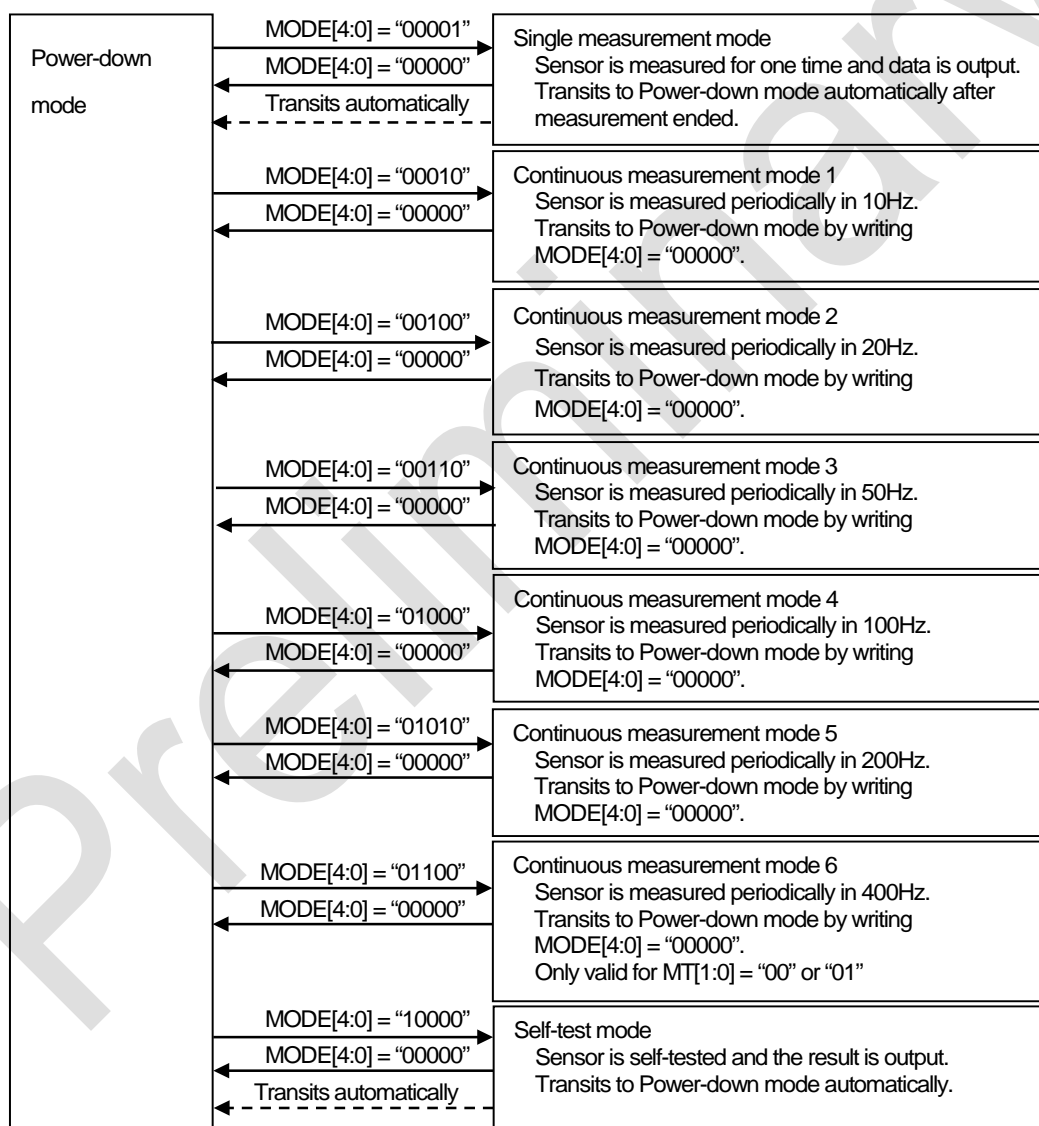 Power-down
mode
MODE[4:0] = “00001”
MODE[4:0] = “00000”
Transits automatically
Single measurement mode
Sensor is measured for one time and data is output.
Transits to Power-down mode automatically after
measurement ended.
MODE[4:0] = “00010”
MODE[4:0] = “00000”
Continuous measurement mode 1
Sensor is measured periodically in 10Hz.
Transits to Power-down mode by writing
MODE[4:0] = “00000”.
MODE[4:0] = “00100”
MODE[4:0] = “00000”
Continuous measurement mode 2
Sensor is measured periodically in 20Hz.
Transits to Power-down mode by writing
MODE[4:0] = “00000”.
MODE[4:0] = “00110”
MODE[4:0] = “00000”
Continuous measurement mode 3
Sensor is measured periodically in 50Hz.
Transits to Power-down mode by writing
MODE[4:0] = “00000”.
MODE[4:0] = “01000”
MODE[4:0] = “00000”
Continuous measurement mode 4
Sensor is measured periodically in 100Hz.
Transits to Power-down mode by writing
MODE[4:0] = “00000”.
MODE[4:0] = “01010”
MODE[4:0] = “00000”
Continuous measurement mode 5
Sensor is measured periodically in 200Hz.
Transits to Power-down mode by writing
MODE[4:0] = “00000”.
MODE[4:0] = “01100”
MODE[4:0] = “00000”
Continuous measurement mode 6
Sensor is measured periodically in 400Hz.
Transits to Power-down mode by writing
MODE[4:0] = “00000”.
Only valid for MT[1:0] = “00” or “01”
MODE[4:0] = “10000”
MODE[4:0] = “00000”
Transits automatically
Self-test mode
Sensor is self-tested and the result is output.
Transits to Power-down mode automatically.
Preliminary